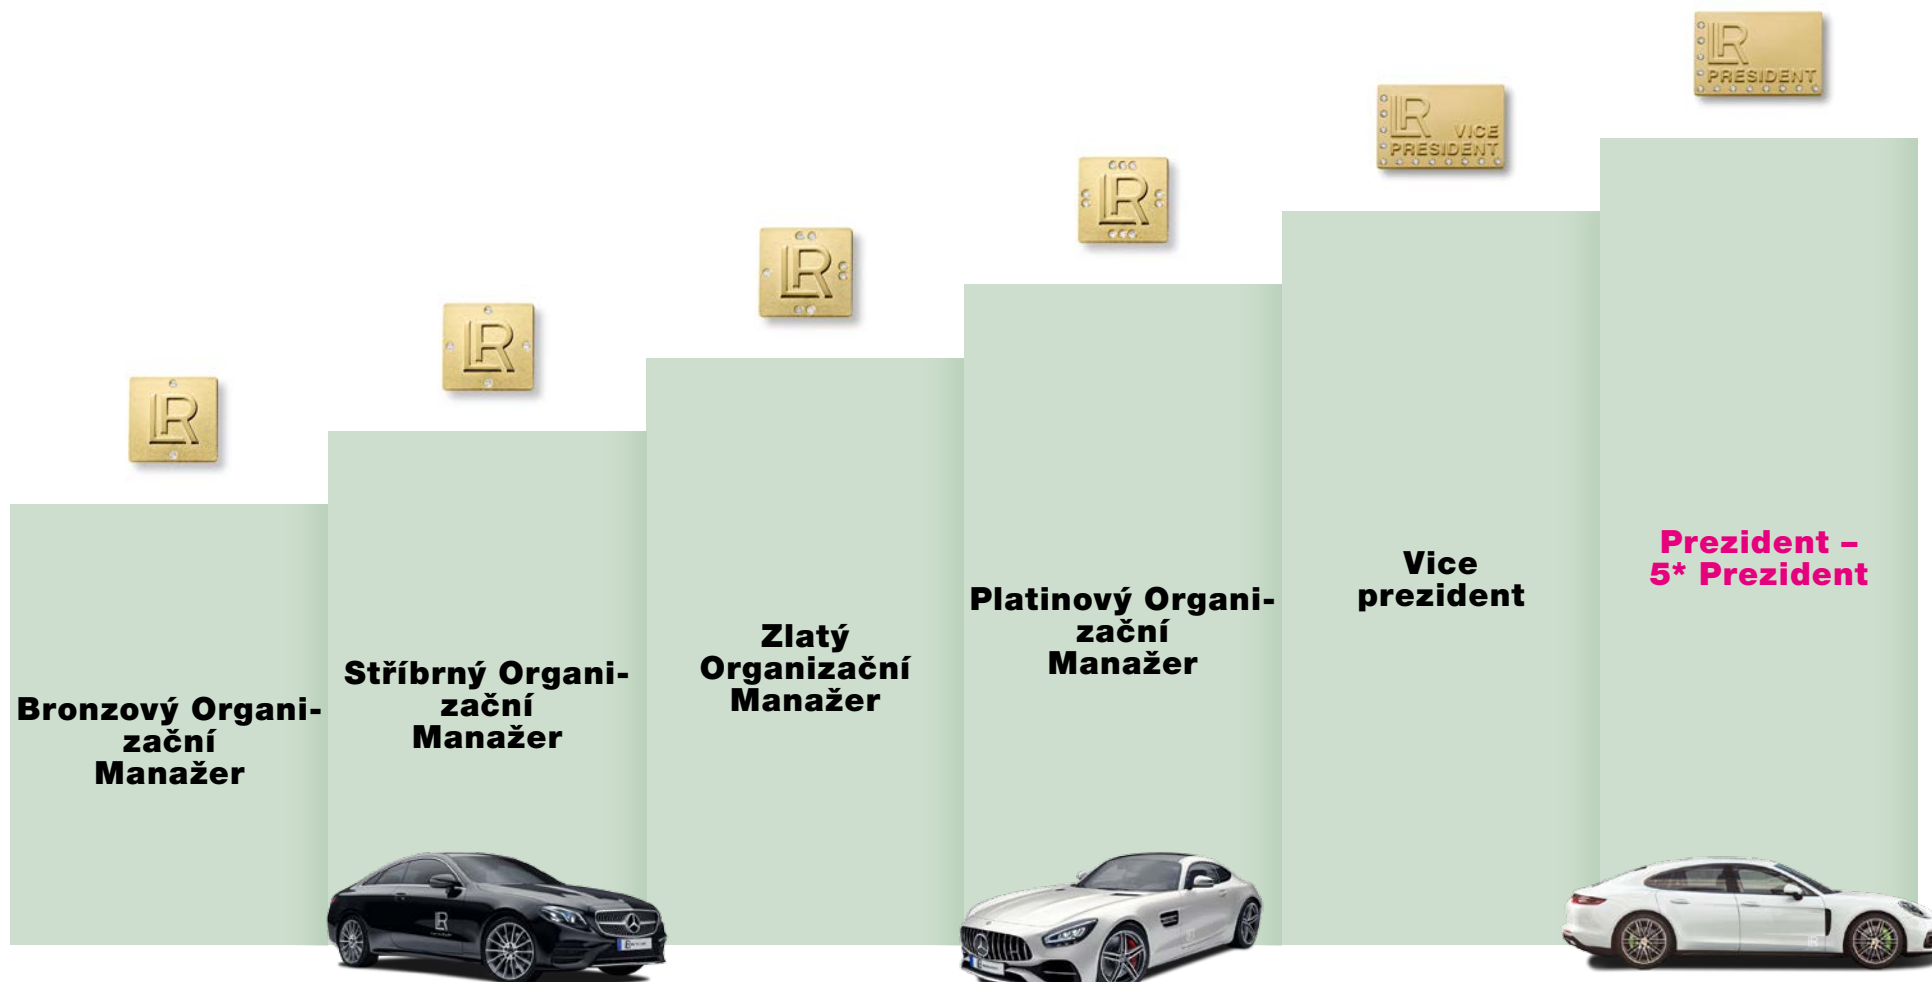 LR
LR
LR
LR
LR
VICE
PRESIDENT
LR
PRESIDENT
Bronzový Organi-
zační
Manažer
Stříbrný Organi-
zační
Manažer
Zlatý
Organizační
Manažer
Platinový Organi-
zační
Manažer
Vice
prezident
Prezident –
5* Prezident
LR